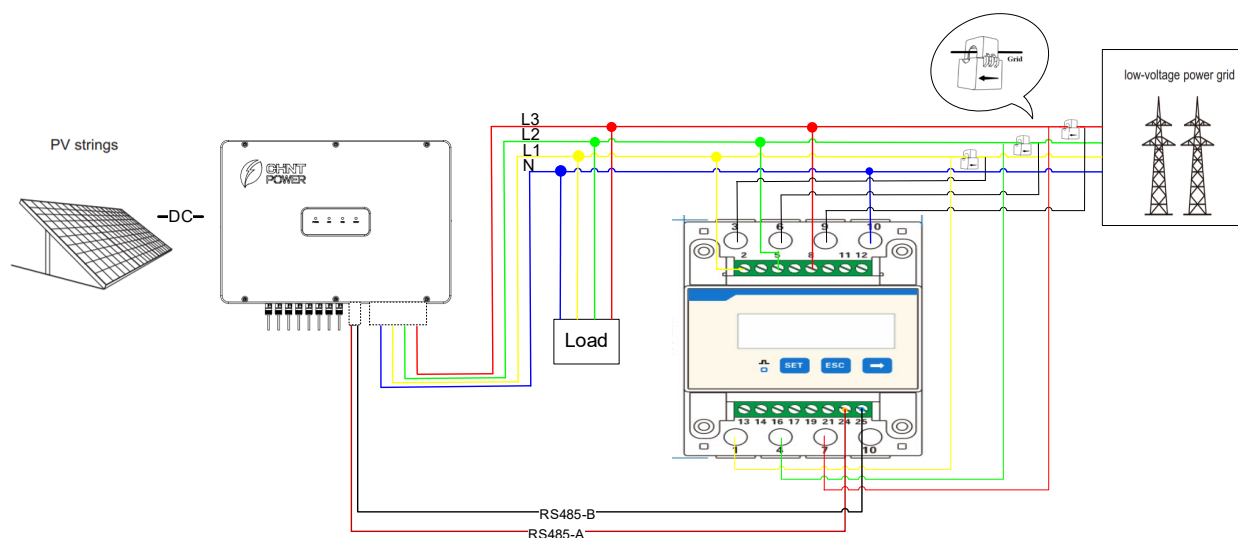 Grid
low-voltage power grid
L3
L2
L1
N
PV strings
CHNT
POWER
DC
3 6 9 10
2 5 8 11 12
Load
SET ESC
13 14 16 17 19 21 24 25
1 4 7 10
RS485-B
RS485-A